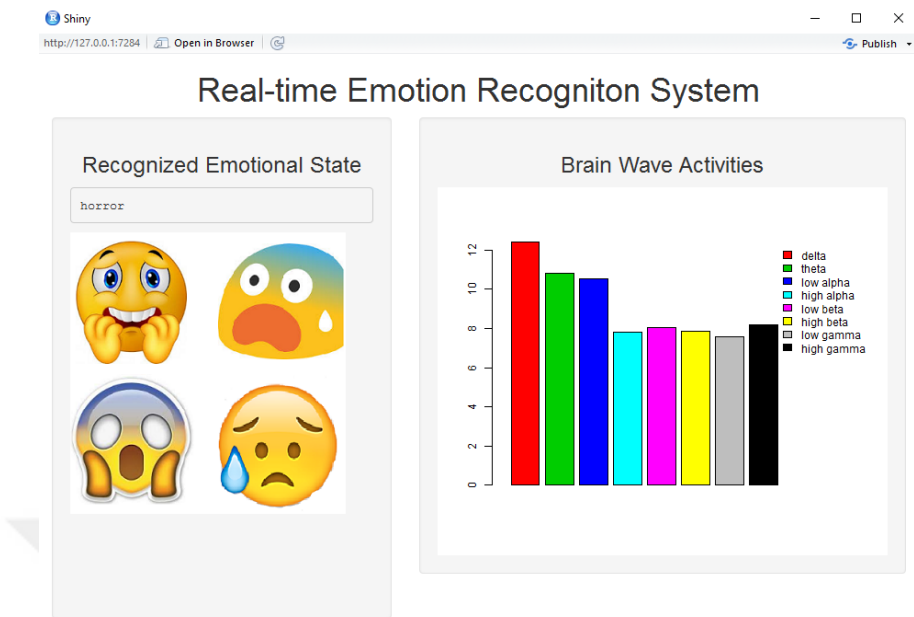 Shiny
http://127.0.0.1:7284 Open in Browser Publish
Real-time Emotion Recogniton System
Recognized Emotional State
horror
Brain Wave Activities
12
10
8
6
4
2
0
delta
theta
low alpha
high alpha
low beta
high beta
low gamma
high gamma